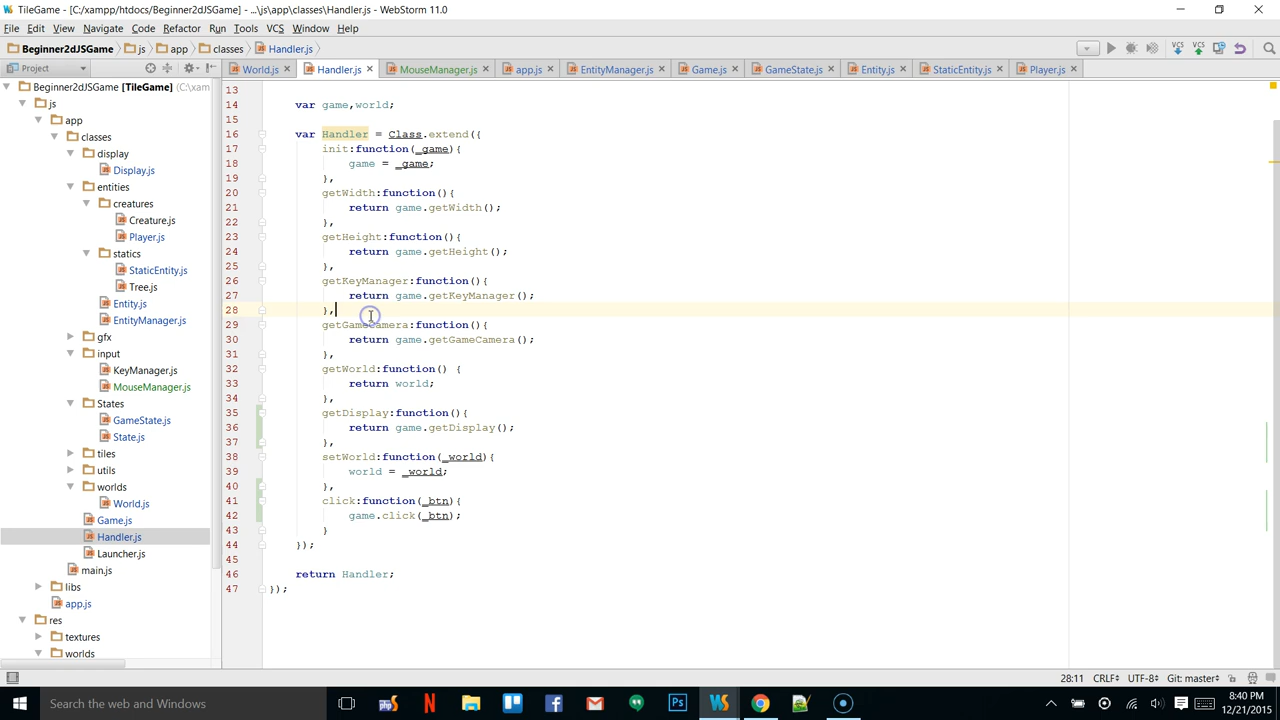 TileGame - [C:/xampp/htdocs/Beginner2dJSGame] - ...\js\app\classes\Handler.js - WebStorm 11.0
File Edit View Navigate Code Refactor Run Tools VCS Window Help
Beginner2dJSGame js app classes Handler.js
Project World.js Handler.js MouseManager.js app.js EntityManager.js Game.js GameState.js Entity.js StaticEntity.js Player.js
Beginner2dJSGame [TileGame] (C:\xam
js
app
classes
display
Display.js
entities
creatures
Creature.js
Player.js
statics
StaticEntity.js
Tree.js
Entity.js
EntityManager.js
gfx
input
KeyManager.js
MouseManager.js
States
GameState.js
State.js
tiles
utils
worlds
World.js
Game.js
Handler.js
Launcher.js
main.js
libs
app.js
res
textures
worlds
13
14 var game,world;
15
16 var Handler = Class.extend({
17 init:function(_game){
18 game = _game;
19 },
20 getWidth:function(){
21 return game.getWidth();
22 },
23 getHeight:function(){
24 return game.getHeight();
25 },
26 getKeyManager:function(){
27 return game.getKeyManager();
28 },
29 getGameCamera:function(){
30 return game.getGameCamera();
31 },
32 getWorld:function() {
33 return world;
34 },
35 getDisplay:function(){
36 return game.getDisplay();
37 },
38 setWorld:function(_world){
39 world = _world;
40 },
41 click:function(_btn){
42 game.click(_btn);
43 }
44 });
45
46 return Handler;
47 });
28:11 CRLF UTF-8 Git: master
Search the web and Windows
8:40 PM
12/21/2015